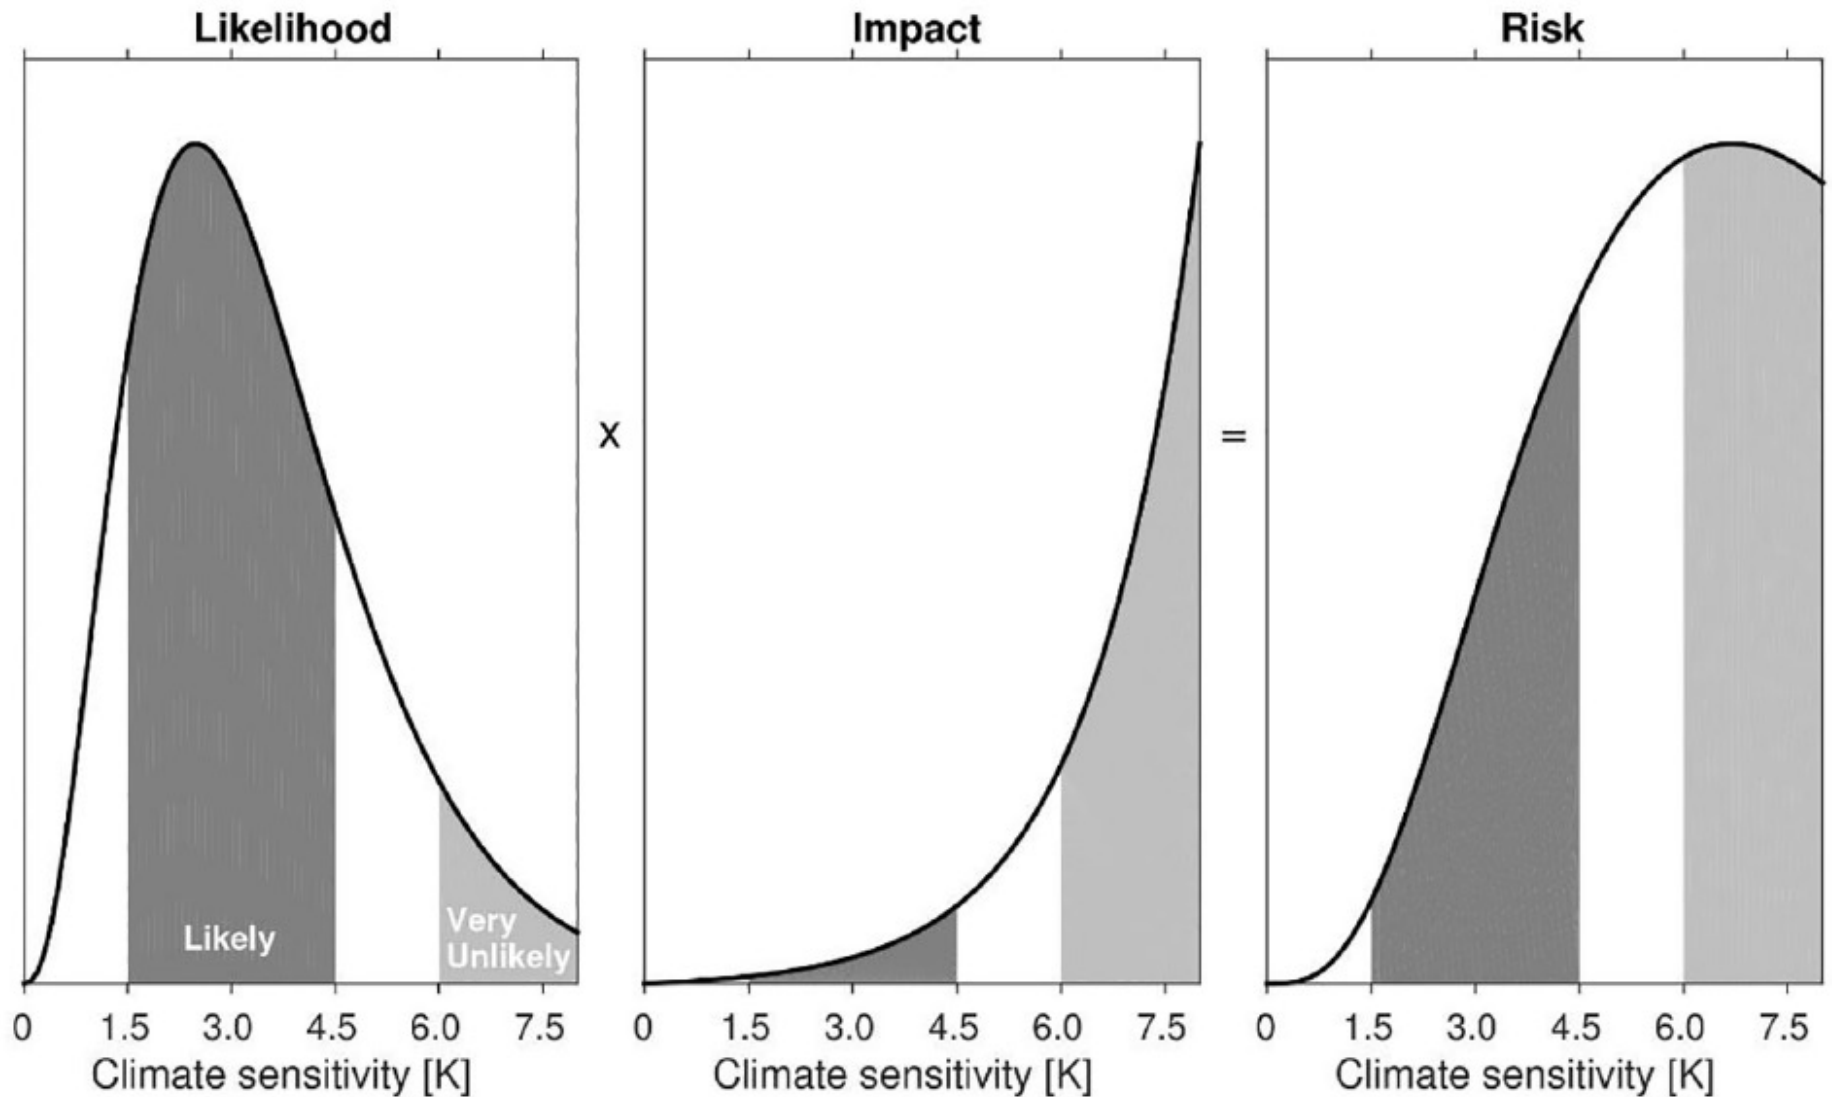 Likelihood
Impact
Risk
Likely
Very
Unlikely
x
=
0 1.5 3.0 4.5 6.0 7.5
Climate sensitivity [K]
0 1.5 3.0 4.5 6.0 7.5
Climate sensitivity [K]
0 1.5 3.0 4.5 6.0 7.5
Climate sensitivity [K]